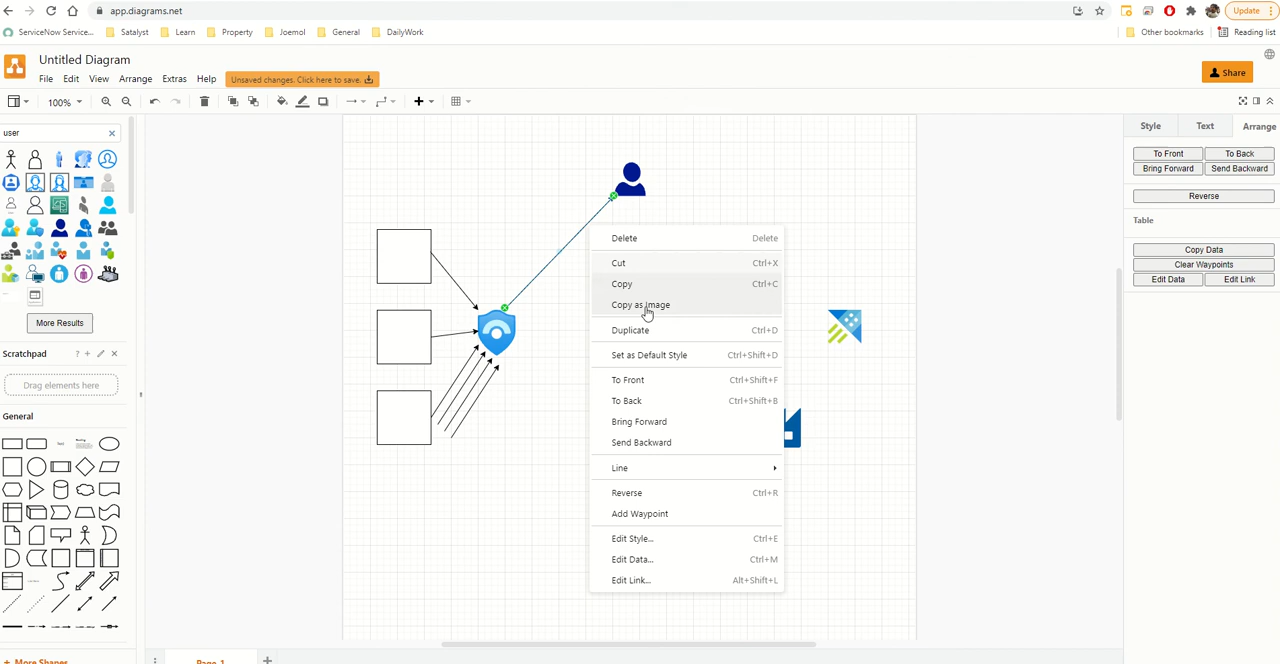 app.diagrams.net
Update
ServiceNow Service...
Satalyst
Learn
Property
Joemol
General
DailyWork
Other bookmarks
Reading list
Untitled Diagram
File Edit View Arrange Extras Help
Unsaved changes. Click here to save.
Share
100%
user
Style Text Arrange
To Front To Back
Bring Forward Send Backward
Reverse
Table
Copy Data
Clear Waypoints
Edit Data Edit Link
More Results
Scratchpad
?
Drag elements here
General
Text
More Shapes
Delete Delete
Cut Ctrl+X
Copy Ctrl+C
Copy as Image
Duplicate Ctrl+D
Set as Default Style Ctrl+Shift+D
To Front Ctrl+Shift+F
To Back Ctrl+Shift+B
Bring Forward
Send Backward
Line
Reverse Ctrl+R
Add Waypoint
Edit Style... Ctrl+E
Edit Data... Ctrl+M
Edit Link... Alt+Shift+L
Page-1